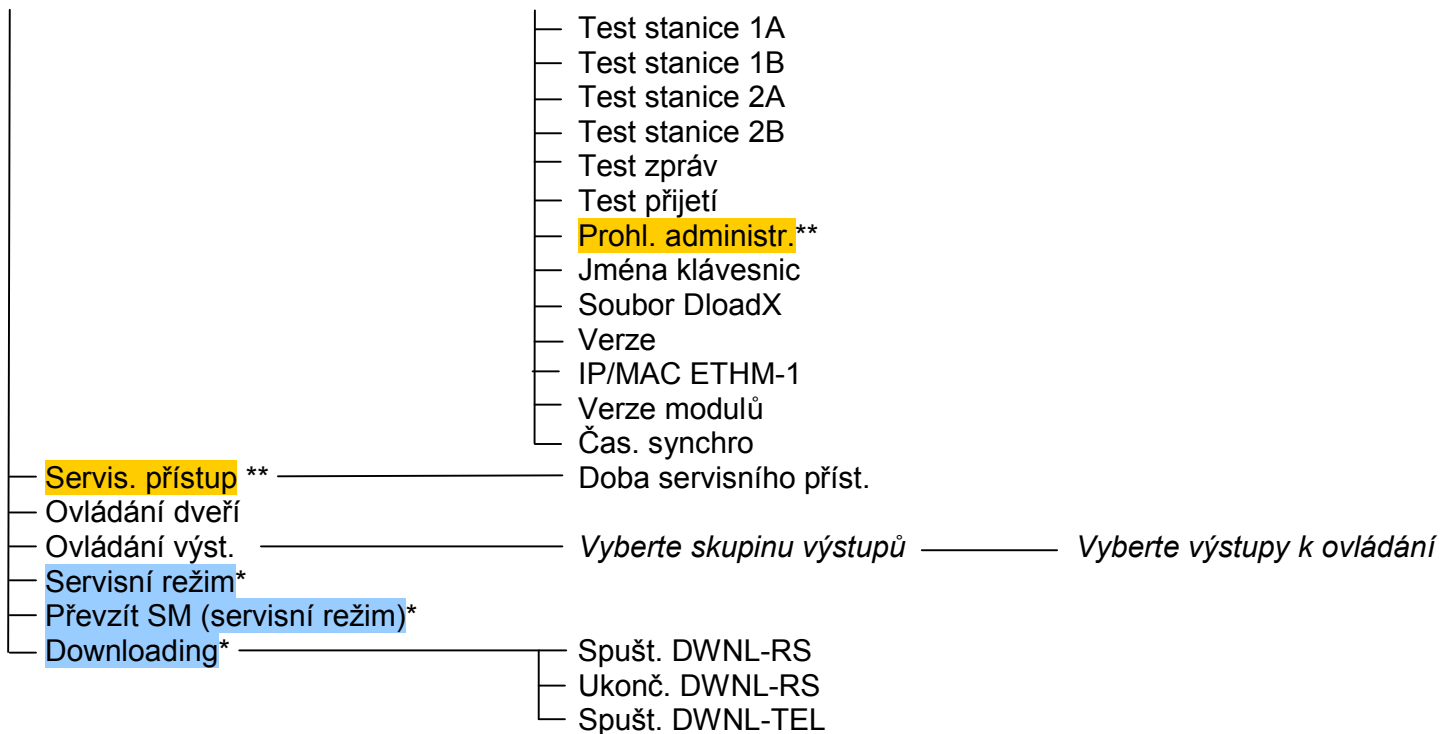 Test stanice 1A
Test stanice 1B
Test stanice 2A
Test stanice 2B
Test zpráv
Test přijetí
Prohl. administr.**
Jména klávesnic
Soubor DloadX
Verze
IP/MAC ETHM-1
Verze modulů
Čas. synchro
Servis. přístup ** Doba servisního příst.
Ovládání dveří
Ovládání výst. Vyberte skupinu výstupů Vyberte výstupy k ovládání
Servisní režim*
Převzít SM (servisní režim)*
Downloading* Spušt. DWNL-RS
Ukonč. DWNL-RS
Spušt. DWNL-TEL